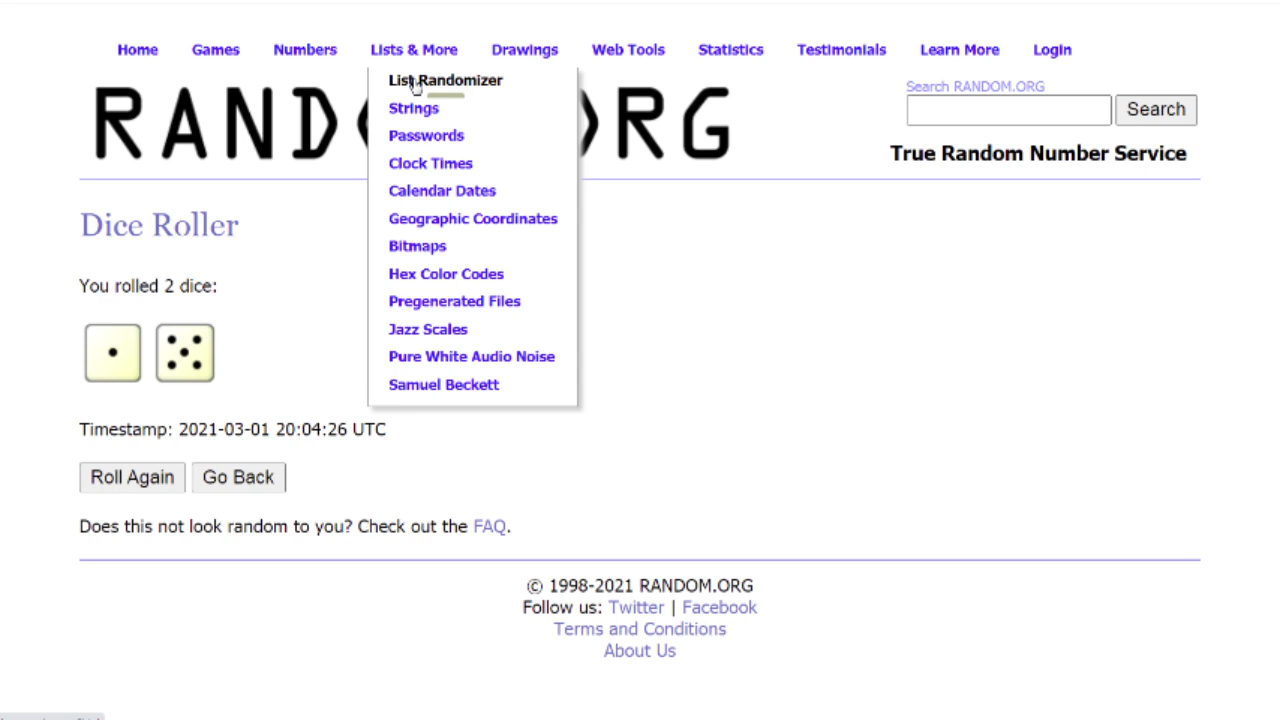 Home Games Numbers Lists & More Drawings Web Tools Statistics Testimonials Learn More Login
List Randomizer
Strings
Passwords
Clock Times
Calendar Dates
Geographic Coordinates
Bitmaps
Hex Color Codes
Pregenerated Files
Jazz Scales
Pure White Audio Noise
Samuel Beckett
RAND RG
Search RANDOM.ORG
Search
True Random Number Service
Dice Roller
You rolled 2 dice:
Timestamp: 2021-03-01 20:04:26 UTC
Roll Again Go Back
Does this not look random to you? Check out the FAQ.
© 1998-2021 RANDOM.ORG
Follow us: Twitter | Facebook
Terms and Conditions
About Us